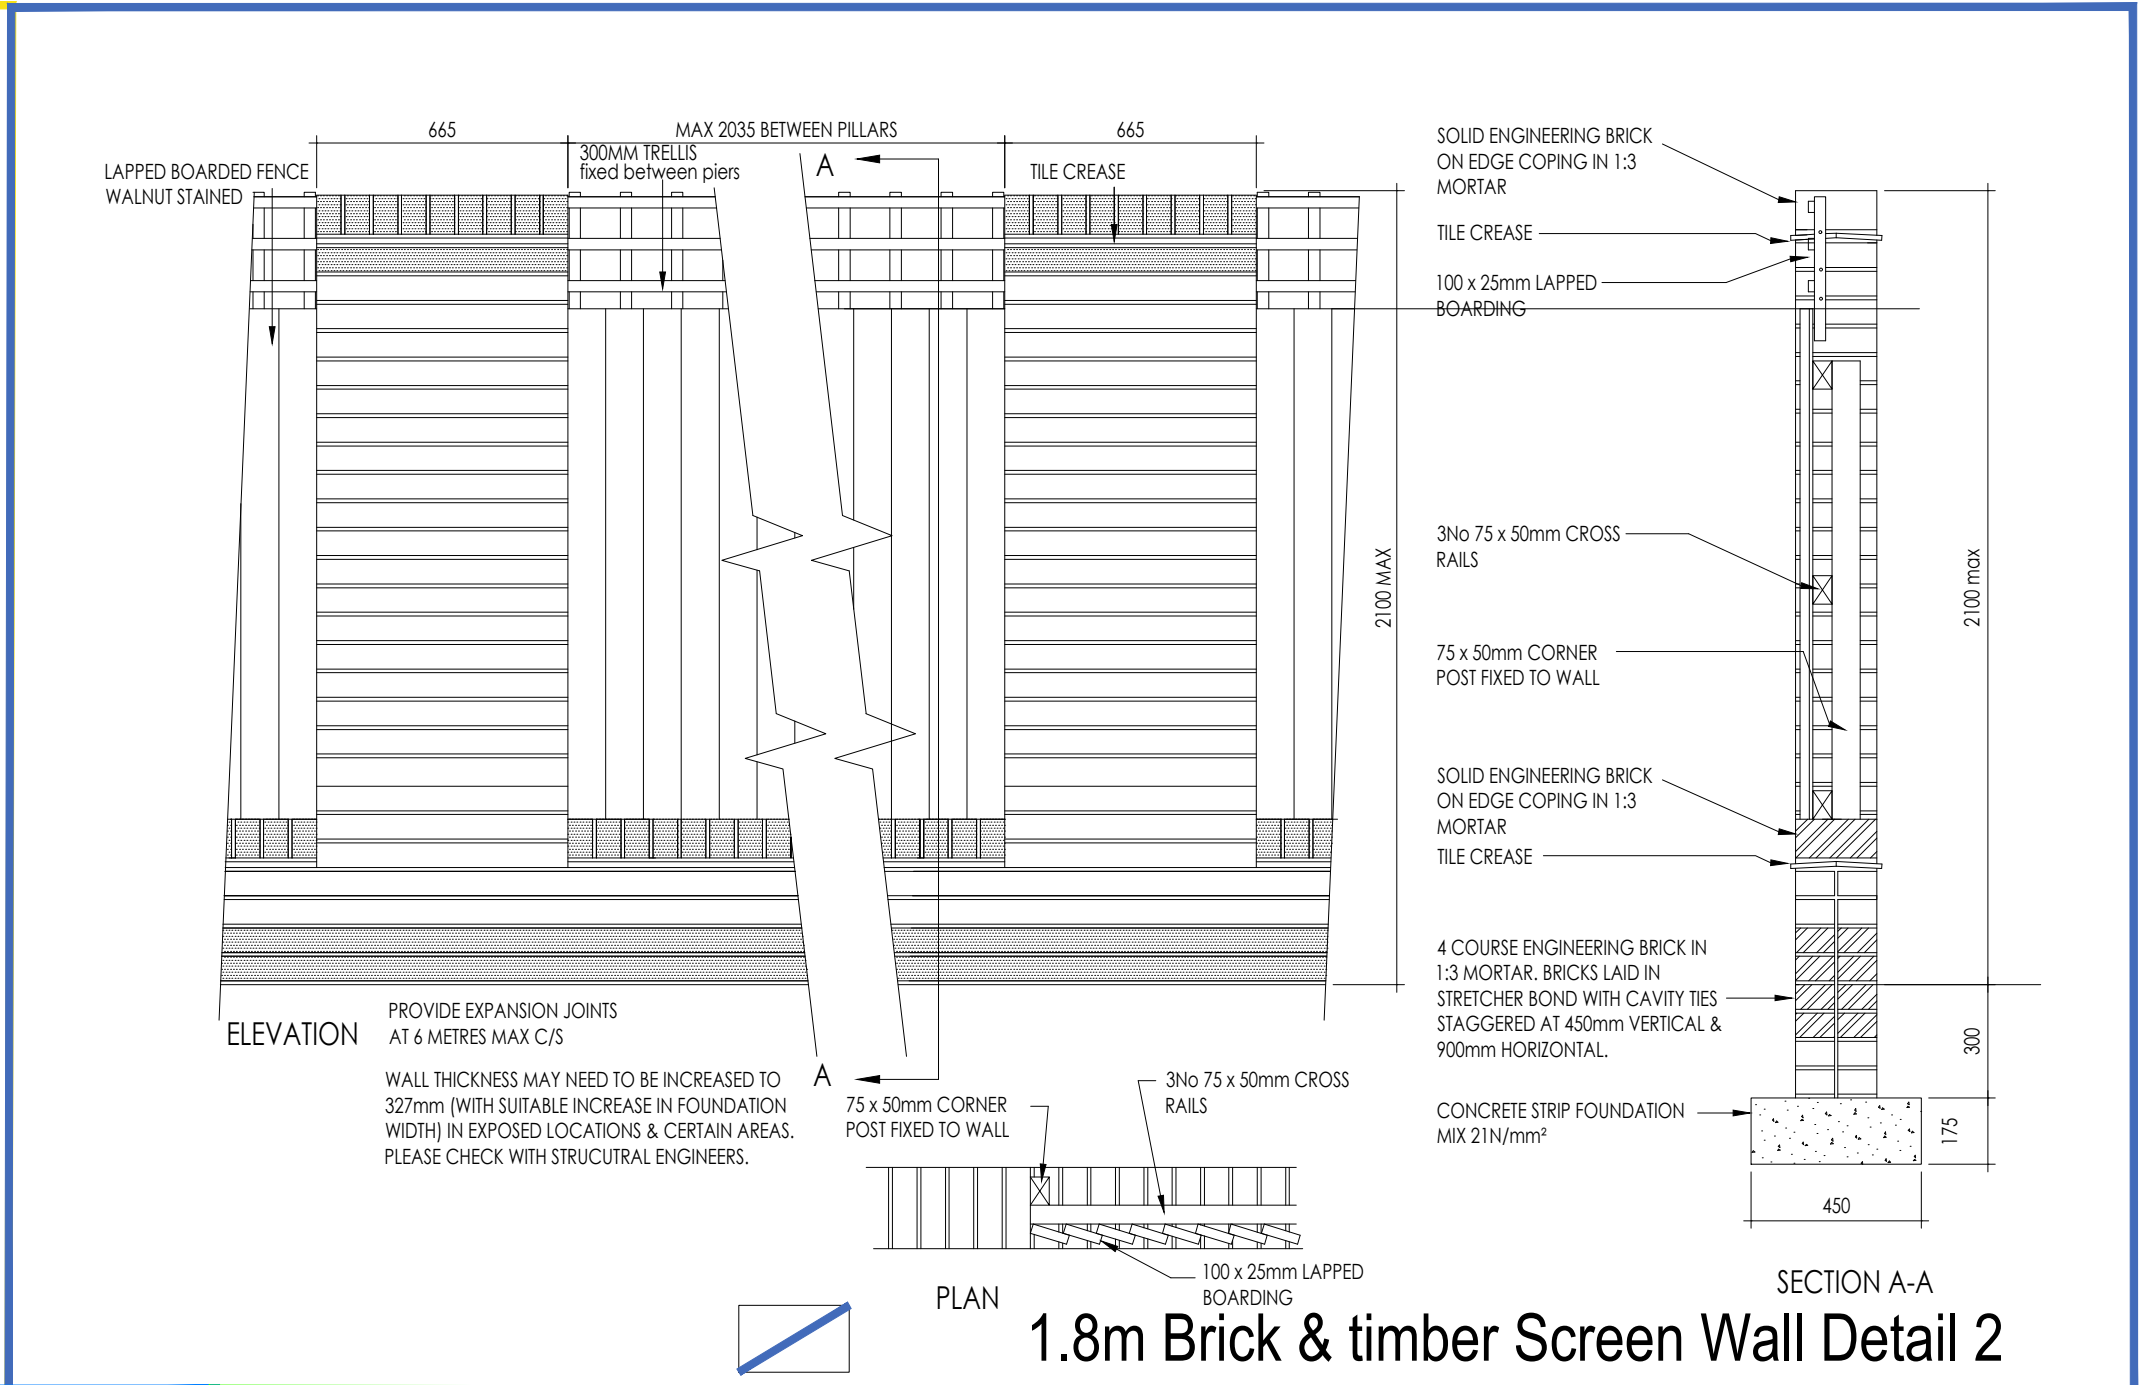 665
MAX 2035 BETWEEN PILLARS
665
LAPPED BOARDED FENCE
WALNUT STAINED
300MM TRELLIS
fixed between piers
A
TILE CREASE
2100 MAX
SOLID ENGINEERING BRICK
ON EDGE COPING IN 1:3
MORTAR
TILE CREASE
100 x 25mm LAPPED
BOARDING
3No 75 x 50mm CROSS
RAILS
75 x 50mm CORNER
POST FIXED TO WALL
SOLID ENGINEERING BRICK
ON EDGE COPING IN 1:3
MORTAR
TILE CREASE
4 COURSE ENGINEERING BRICK IN
1:3 MORTAR. BRICKS LAID IN
STRETCHER BOND WITH CAVITY TIES
STAGGERED AT 450mm VERTICAL &
900mm HORIZONTAL.
CONCRETE STRIP FOUNDATION
MIX 21N/mm²
2100 max
300
175
450
SECTION A-A
ELEVATION
PROVIDE EXPANSION JOINTS
AT 6 METRES MAX C/S
WALL THICKNESS MAY NEED TO BE INCREASED TO
327mm (WITH SUITABLE INCREASE IN FOUNDATION
WIDTH) IN EXPOSED LOCATIONS & CERTAIN AREAS.
PLEASE CHECK WITH STRUCUTRAL ENGINEERS.
A
75 x 50mm CORNER
POST FIXED TO WALL
3No 75 x 50mm CROSS
RAILS
100 x 25mm LAPPED
BOARDING
PLAN
1.8m Brick & timber Screen Wall Detail 2